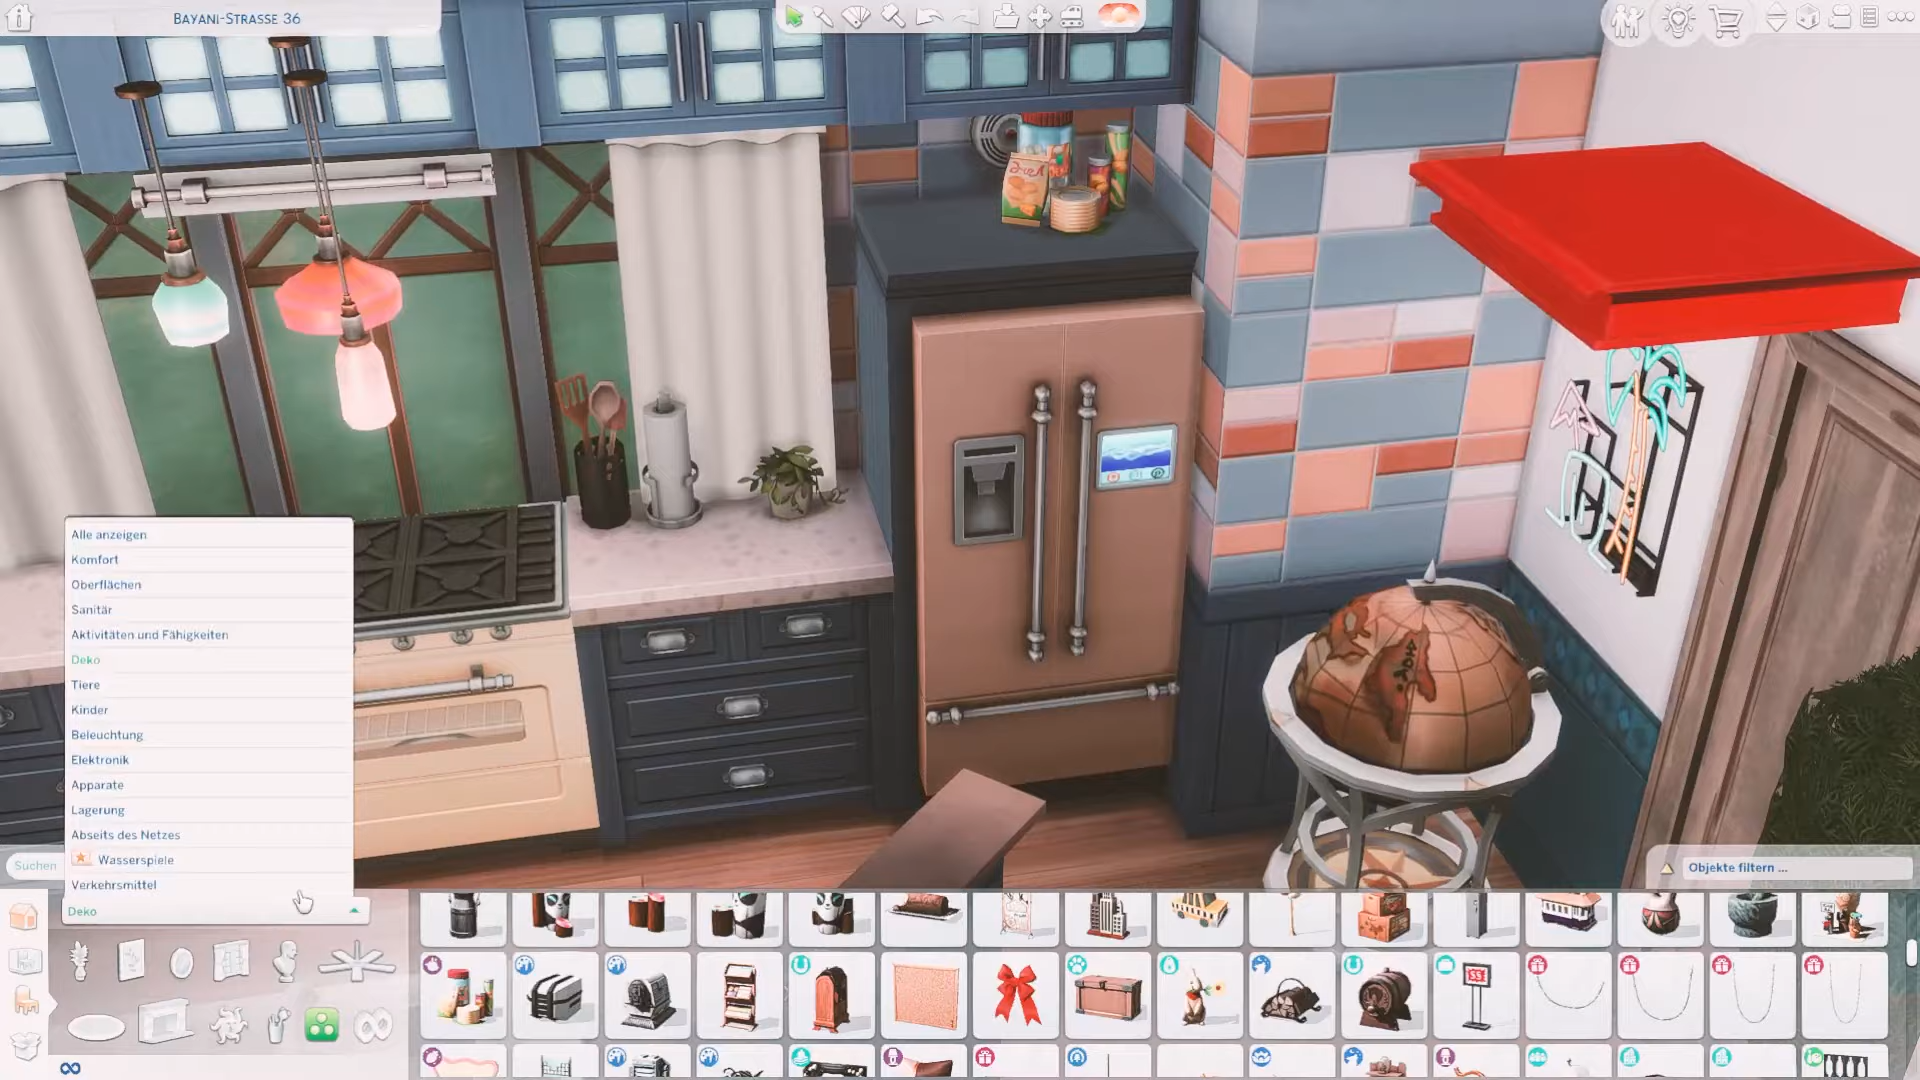 Bayani-Strasse 36
Alle anzeigen
Komfort
Oberflächen
Sanitär
Aktivitäten und Fähigkeiten
Deko
Tiere
Kinder
Beleuchtung
Elektronik
Apparate
Lagerung
Abseits des Netzes
Wasserspiele
Verkehrsmittel
Suchen
Deko
Objekte filtern ...
$$